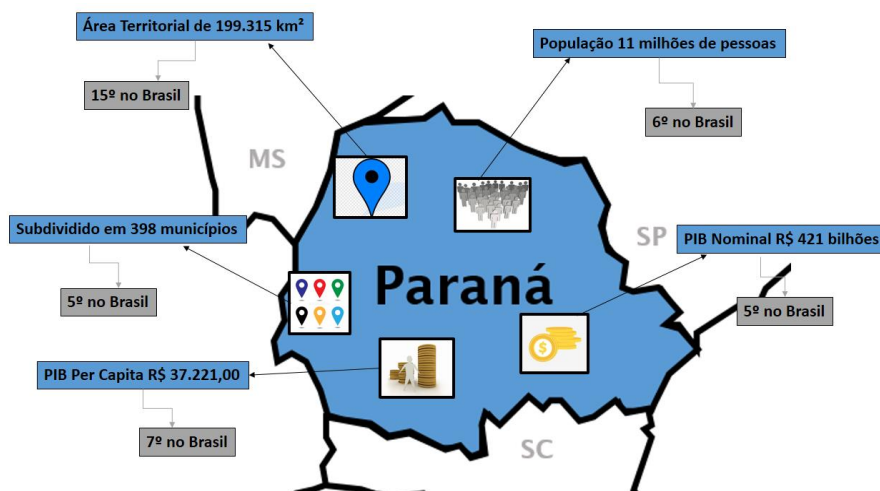 Área Territorial de 199.315 km²
População 11 milhões de pessoas
15º no Brasil
6º no Brasil
MS
Subdividido em 398 municípios
SP
PIB Nominal R$ 421 bilhões
Paraná
5º no Brasil
5º no Brasil
$
PIB Per Capita R$ 37.221,00
7º no Brasil
SC